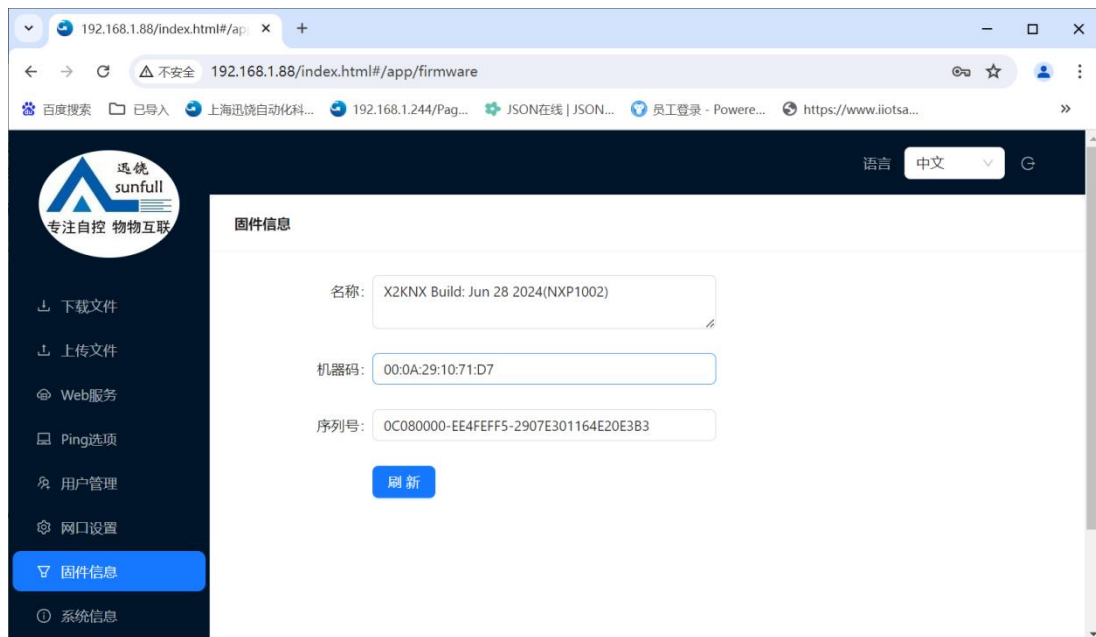 192.168.1.88/index.html#/ap
不安全 192.168.1.88/index.html#/app/firmware
百度搜索 已导入 上海迅饶自动化科... 192.168.1.244/Pag... JSON在线 | JSON... 员工登录 - Powere... https://www.iiotsa... »
迅饶
sunfull
专注自控 物物互联
语言 中文
固件信息
名称: X2KNX Build: Jun 28 2024(NXP1002)
机器码: 00:0A:29:10:71:D7
序列号: 0C080000-EE4FEFF5-2907E301164E20E3B3
刷 新
下载文件
上传文件
Web服务
Ping选项
用户管理
网口设置
固件信息
系统信息